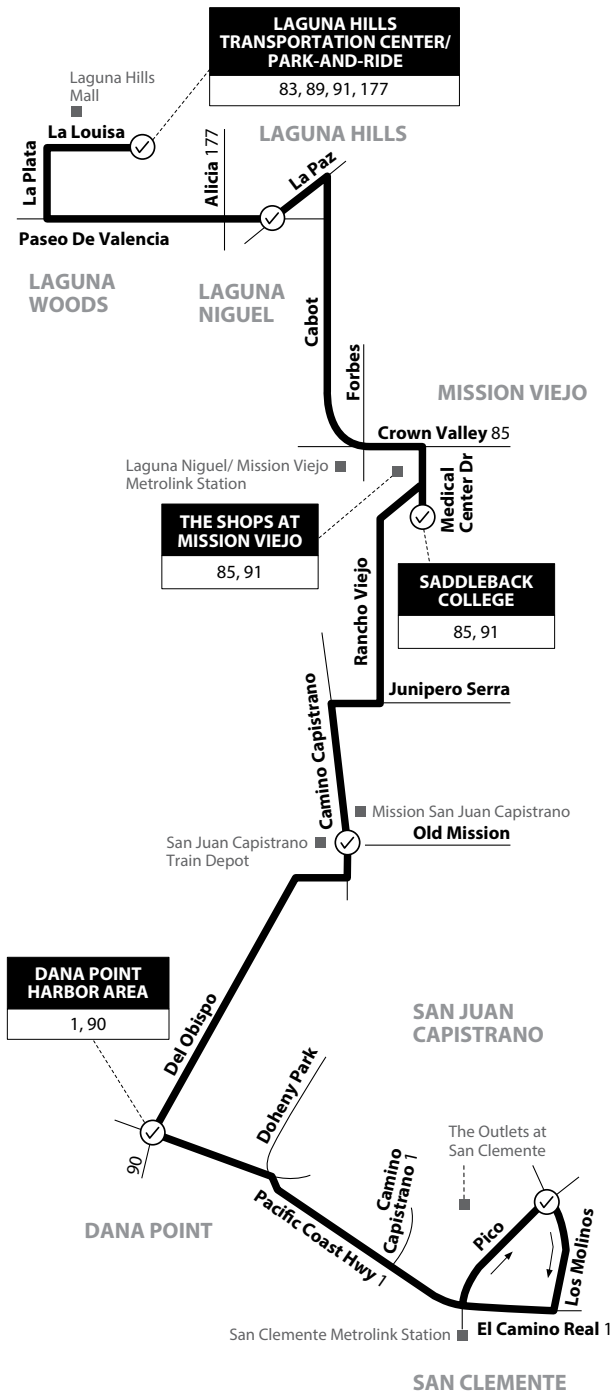 LAGUNA HILLS
TRANSPORTATION CENTER/
PARK-AND-RIDE
83, 89, 91, 177
Laguna Hills
Mall
La Louisa
La Plata
Alicia 177
LAGUNA HILLS
La Paz
Paseo De Valencia
LAGUNA
WOODS
LAGUNA
NIGUEL
Cabot
Forbes
MISSION VIEJO
Crown Valley 85
Laguna Niguel/ Mission Viejo
Metrolink Station
Medical
Center Dr
THE SHOPS AT
MISSION VIEJO
85, 91
SADDLEBACK
COLLEGE
85, 91
Rancho Viejo
Junipero Serra
Camino Capistrano
Mission San Juan Capistrano
Old Mission
San Juan Capistrano
Train Depot
DANA POINT
HARBOR AREA
1, 90
Del Obispo
SAN JUAN
CAPISTRANO
Doheny Park
90
The Outlets at
San Clemente
Camino
Capistrano 1
DANA POINT
Pacific Coast Hwy 1
Pico
Los Molinos
San Clemente Metrolink Station
El Camino Real 1
SAN CLEMENTE